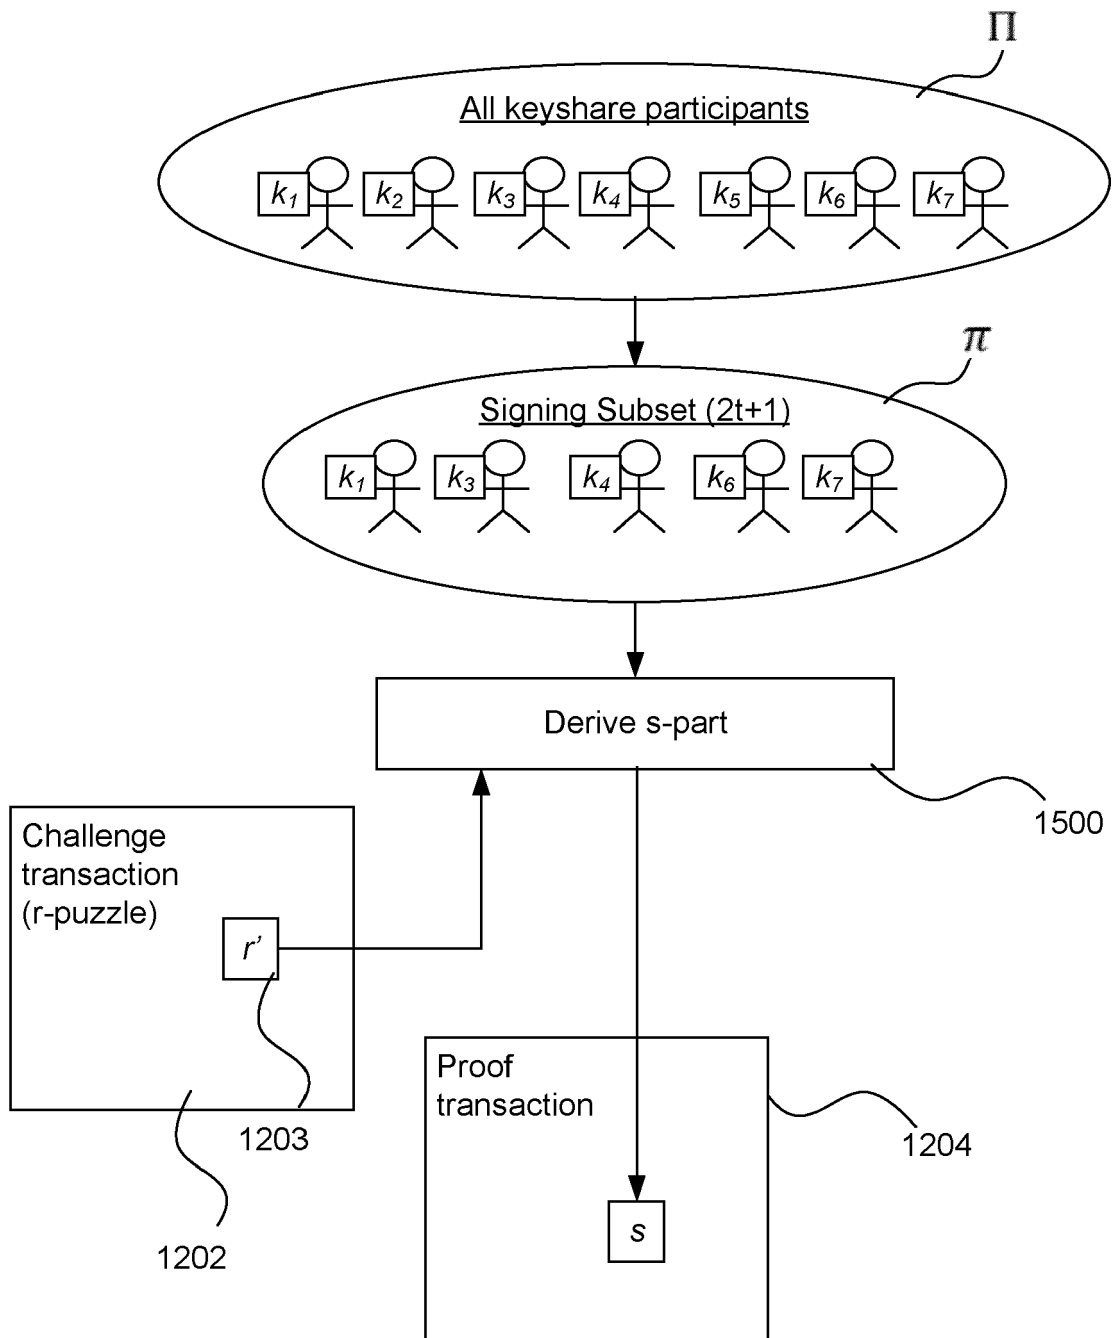 Π
All keyshare participants
k1 k2 k3 k4 k5 k6 k7
π
Signing Subset (2t+1)
k1 k3 k4 k6 k7
Derive s-part
1500
Challenge
transaction
(r-puzzle)
r'
1203
1202
Proof
transaction
1204
s